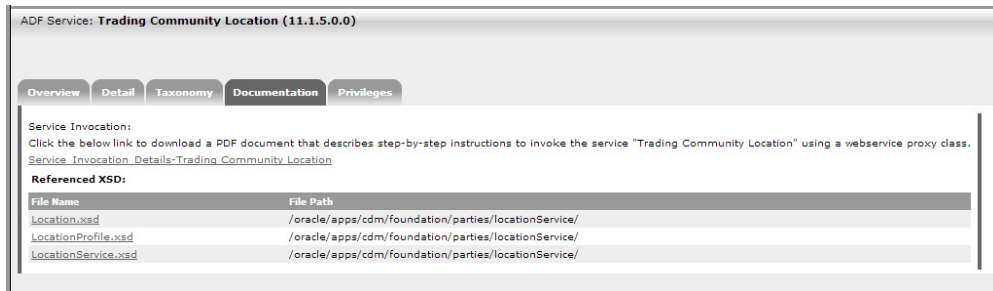 ADF Service: Trading Community Location (11.1.5.0.0)
Overview Detail Taxonomy Documentation Privileges
Service Invocation:
Click the below link to download a PDF document that describes step-by-step instructions to invoke the service "Trading Community Location" using a webservice proxy class.
Service Invocation Details-Trading Community Location
Referenced XSD:
File Name File Path
Location.xsd /oracle/apps/cdm/foundation/parties/locationService/
LocationProfile.xsd /oracle/apps/cdm/foundation/parties/locationService/
LocationService.xsd /oracle/apps/cdm/foundation/parties/locationService/